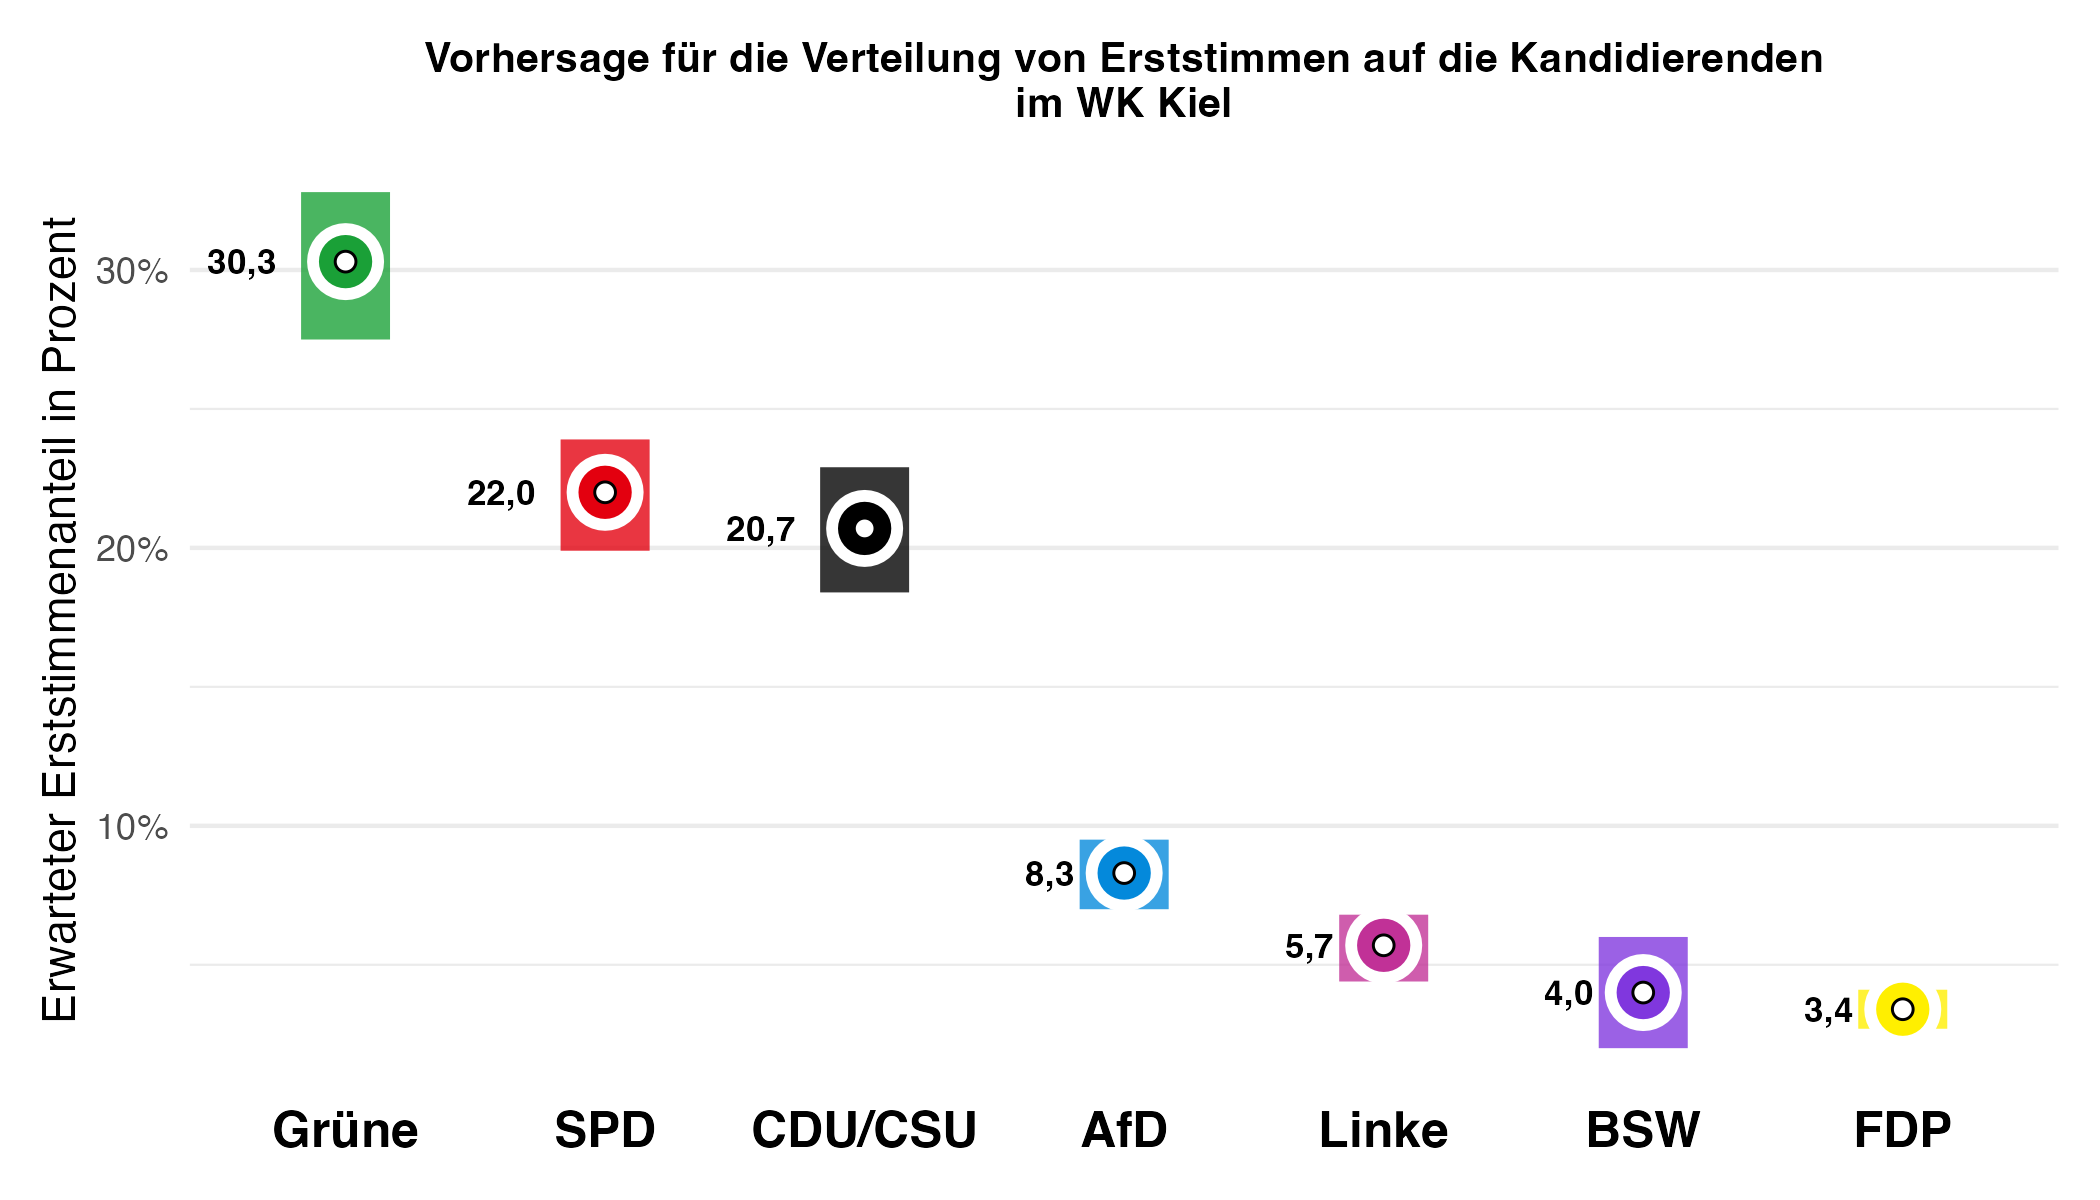 Vorhersage für die Verteilung von Erststimmen auf die Kandidierenden
im WK Kiel
Erwarteter Erststimmenanteil in Prozent
30%
20%
10%
30,3
22,0
20,7
8,3
5,7
4,0
3,4
Grüne
SPD
CDU/CSU
AfD
Linke
BSW
FDP